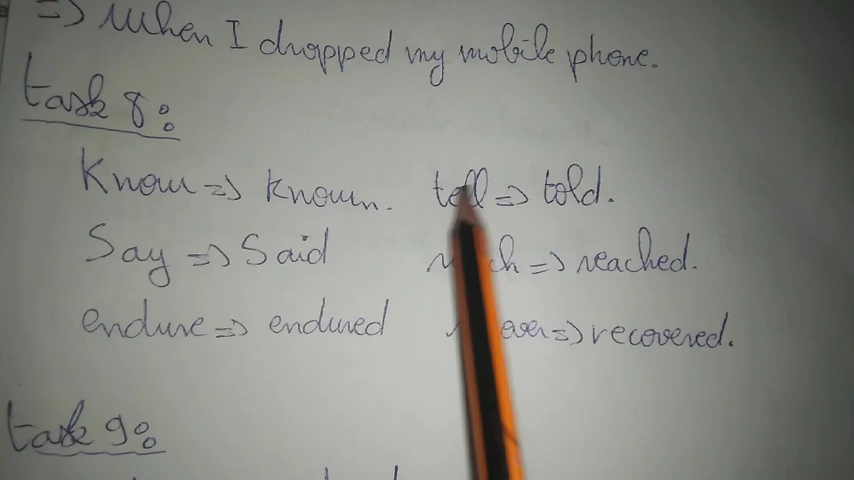 => When I dropped my mobile phone.
task 8:
Know => known. tell => told.
Say => Said => reached.
endure => endured => recovered.
task 9: